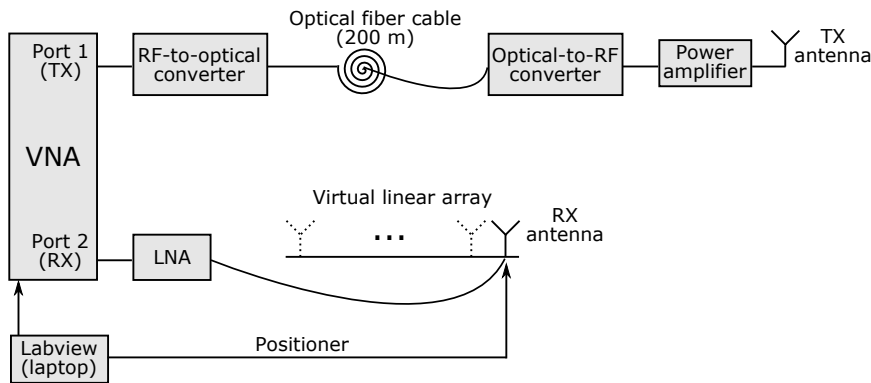 Port 1
(TX)
RF-to-optical
converter
Optical fiber cable
(200 m)
Optical-to-RF
converter
Power
amplifier
TX
antenna
VNA
Virtual linear array
...
RX
antenna
Port 2
(RX)
LNA
Labview
(laptop)
Positioner